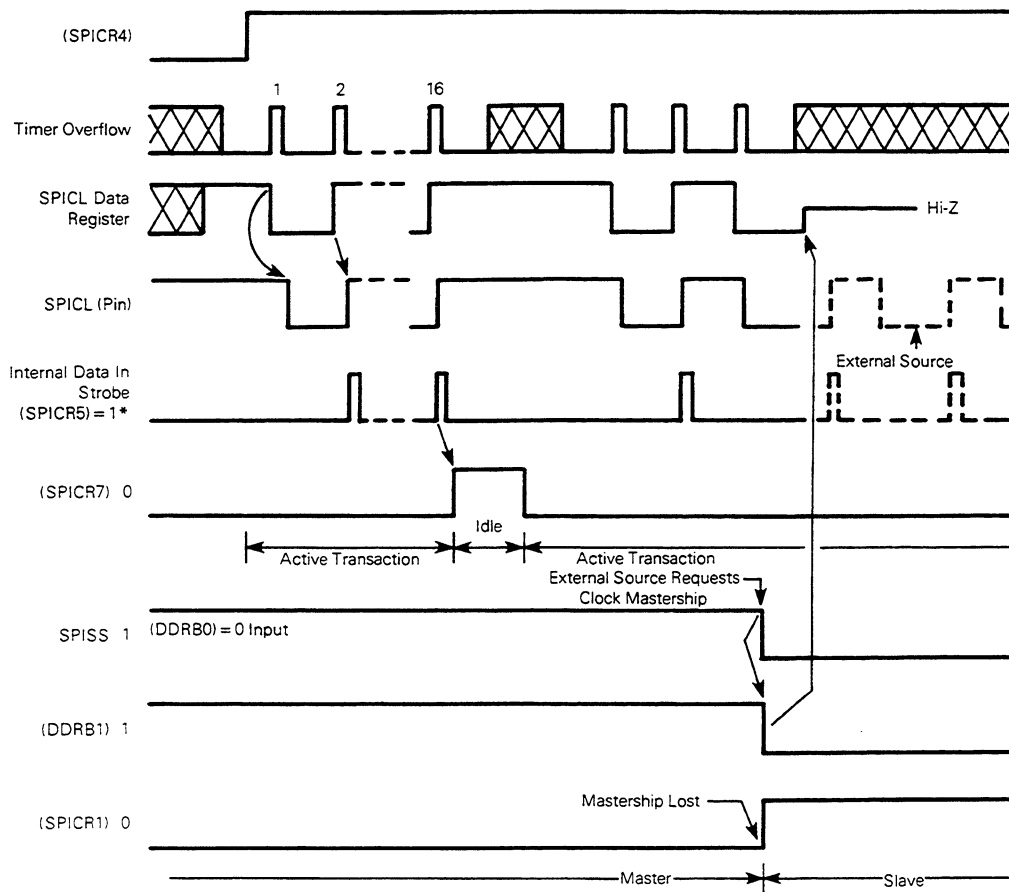 (SPICR4)
1 2 16
Timer Overflow
SPICL Data
Register
Hi-Z
SPICL (Pin)
External Source
Internal Data In
Strobe
(SPICR5) = 1*
(SPICR7) 0
Idle
Active Transaction
Active Transaction
External Source Requests
Clock Mastership
SPISS 1
(DDRB0) = 0 Input
(DDRB1) 1
Mastership Lost
(SPICR1) 0
Master
Slave